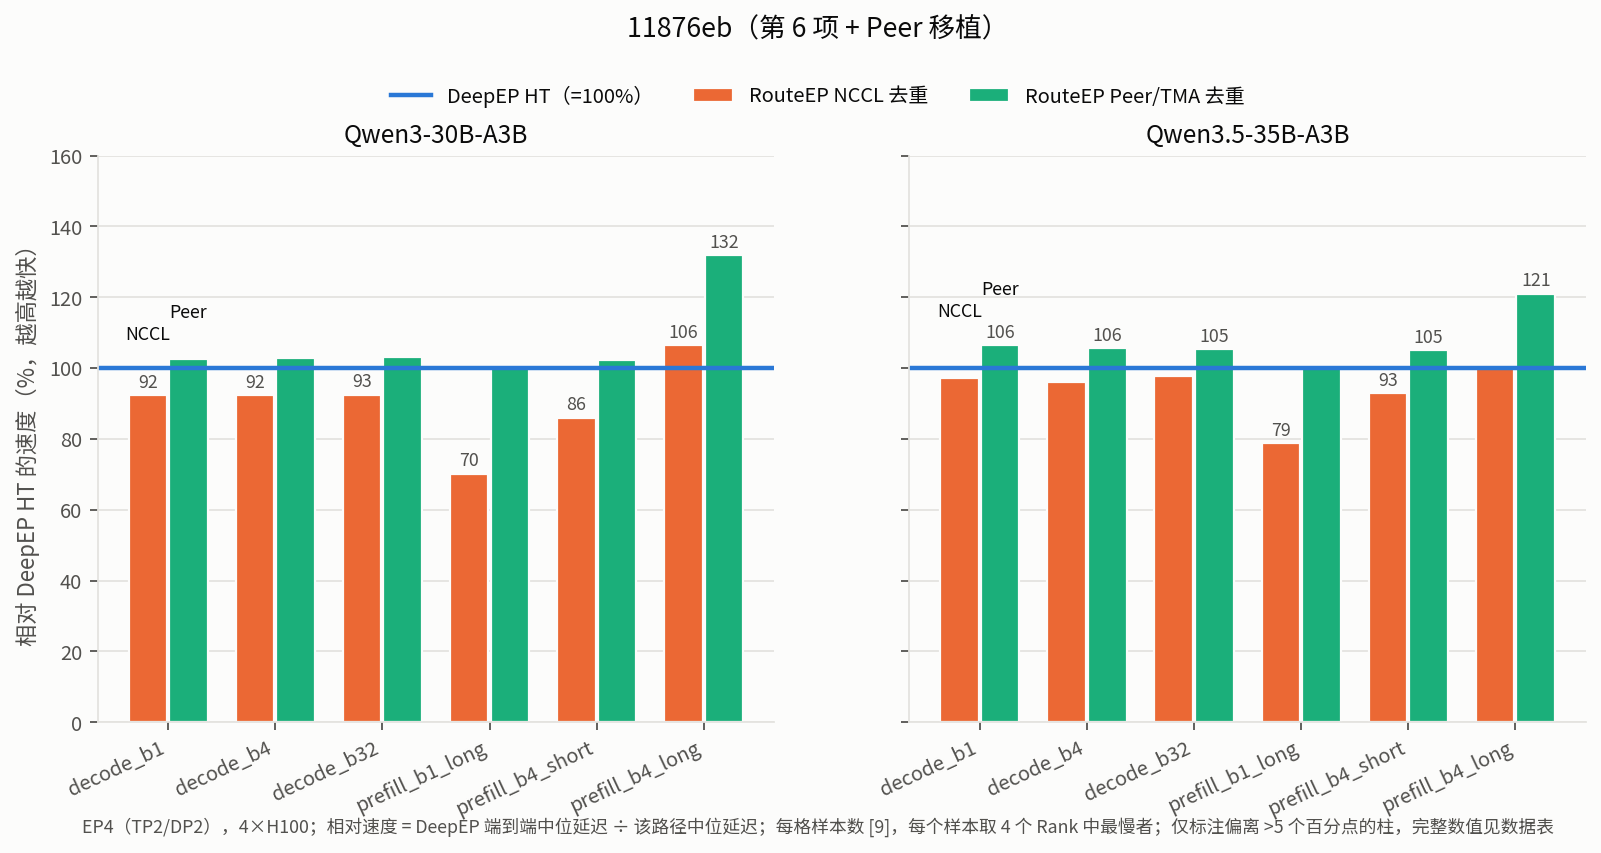 11876eb（第 6 项 + Peer 移植）
DeepEP HT（=100%）
RouteEP NCCL 去重
RouteEP Peer/TMA 去重
Qwen3-30B-A3B
相对 DeepEP HT 的速度（%，越高越快）
160
140
120
100
80
60
40
20
0
NCCL
Peer
92
92
93
70
86
106
132
decode_b1
decode_b4
decode_b32
prefill_b1_long
prefill_b4_short
prefill_b4_long
Qwen3.5-35B-A3B
NCCL
Peer
106
106
105
79
93
105
121
decode_b1
decode_b4
decode_b32
prefill_b1_long
prefill_b4_short
prefill_b4_long
EP4（TP2/DP2），4×H100；相对速度 = DeepEP 端到端中位延迟 ÷ 该路径中位延迟；每格样本数 [9]，每个样本取 4 个 Rank 中最慢者；仅标注偏离 >5 个百分点的柱，完整数值见数据表